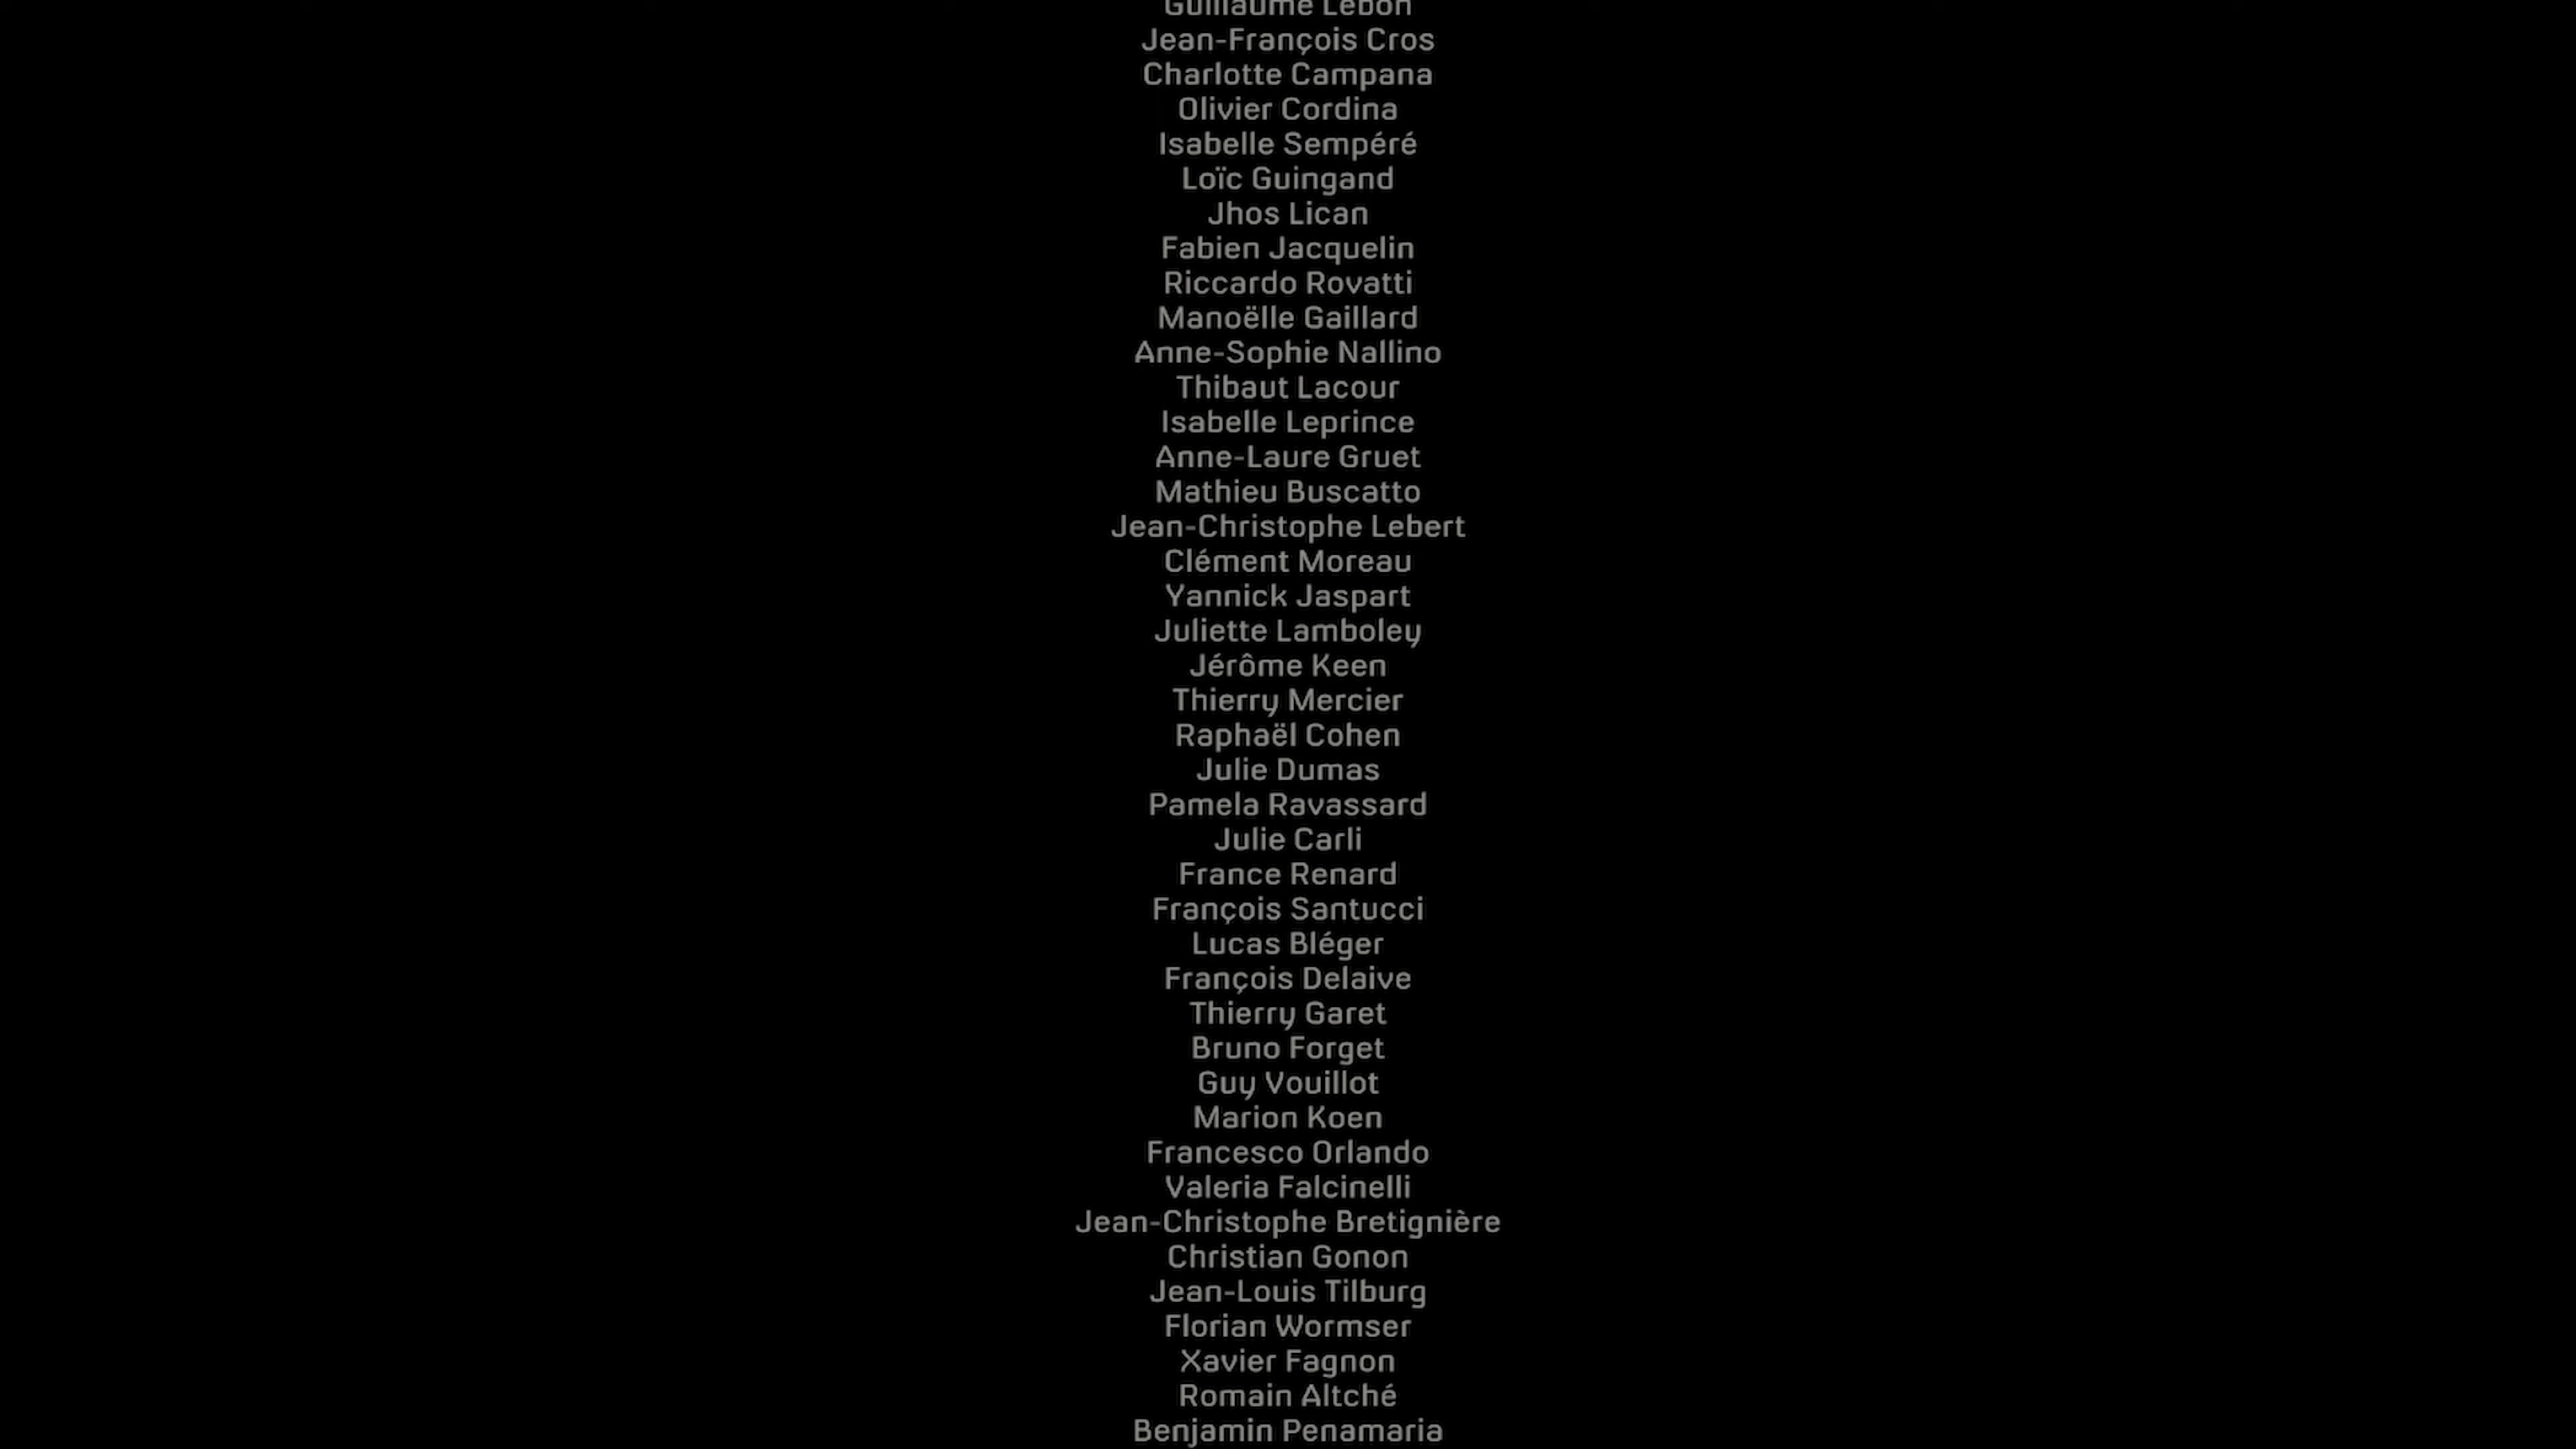 Guillaume Lebon
Jean-François Cros
Charlotte Campana
Olivier Cordina
Isabelle Sempéré
Loïc Guingand
Jhos Lican
Fabien Jacquelin
Riccardo Rovatti
Manoëlle Gaillard
Anne-Sophie Nallino
Thibaut Lacour
Isabelle Leprince
Anne-Laure Gruet
Mathieu Buscatto
Jean-Christophe Lebert
Clément Moreau
Yannick Jaspart
Juliette Lamboley
Jérôme Keen
Thierry Mercier
Raphaël Cohen
Julie Dumas
Pamela Ravassard
Julie Carli
France Renard
François Santucci
Lucas Bléger
François Delaive
Thierry Garet
Bruno Forget
Guy Vouillot
Marion Koen
Francesco Orlando
Valeria Falcinelli
Jean-Christophe Bretignière
Christian Gonon
Jean-Louis Tilburg
Florian Wormser
Xavier Fagnon
Romain Altché
Benjamin Penamaria